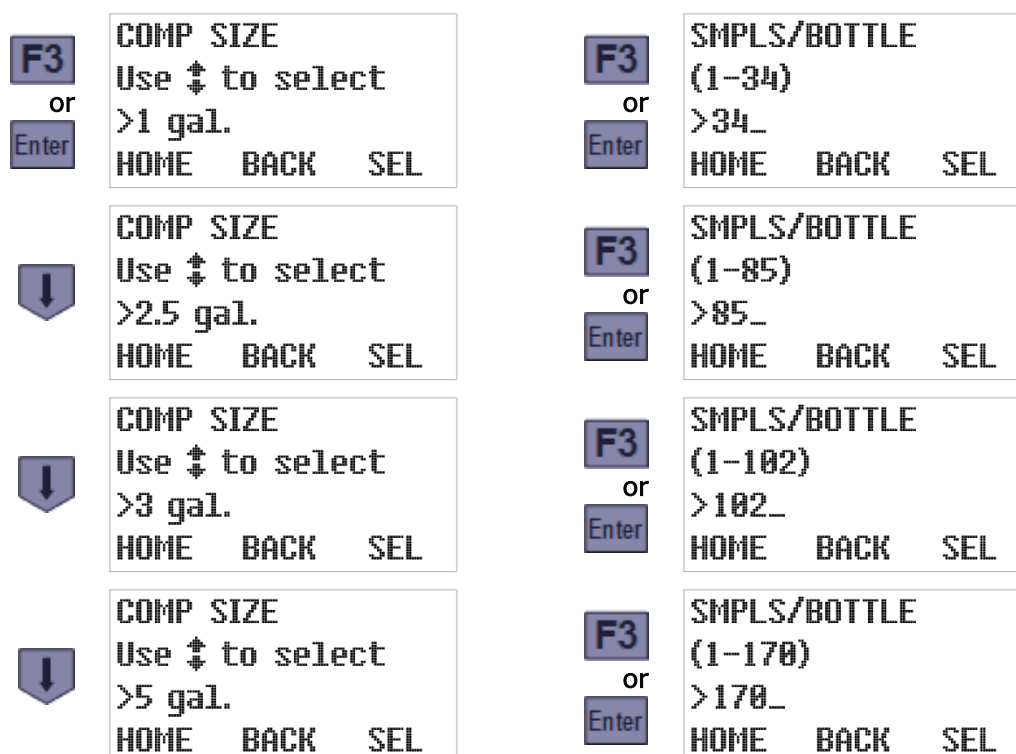 F3
or
Enter
COMP SIZE
Use ↕ to select
>1 gal.
HOME BACK SEL
F3
or
Enter
SMPLS/BOTTLE
(1-34)
>34_
HOME BACK SEL
COMP SIZE
Use ↕ to select
>2.5 gal.
HOME BACK SEL
F3
or
Enter
SMPLS/BOTTLE
(1-85)
>85_
HOME BACK SEL
COMP SIZE
Use ↕ to select
>3 gal.
HOME BACK SEL
F3
or
Enter
SMPLS/BOTTLE
(1-102)
>102_
HOME BACK SEL
COMP SIZE
Use ↕ to select
>5 gal.
HOME BACK SEL
F3
or
Enter
SMPLS/BOTTLE
(1-170)
>170_
HOME BACK SEL